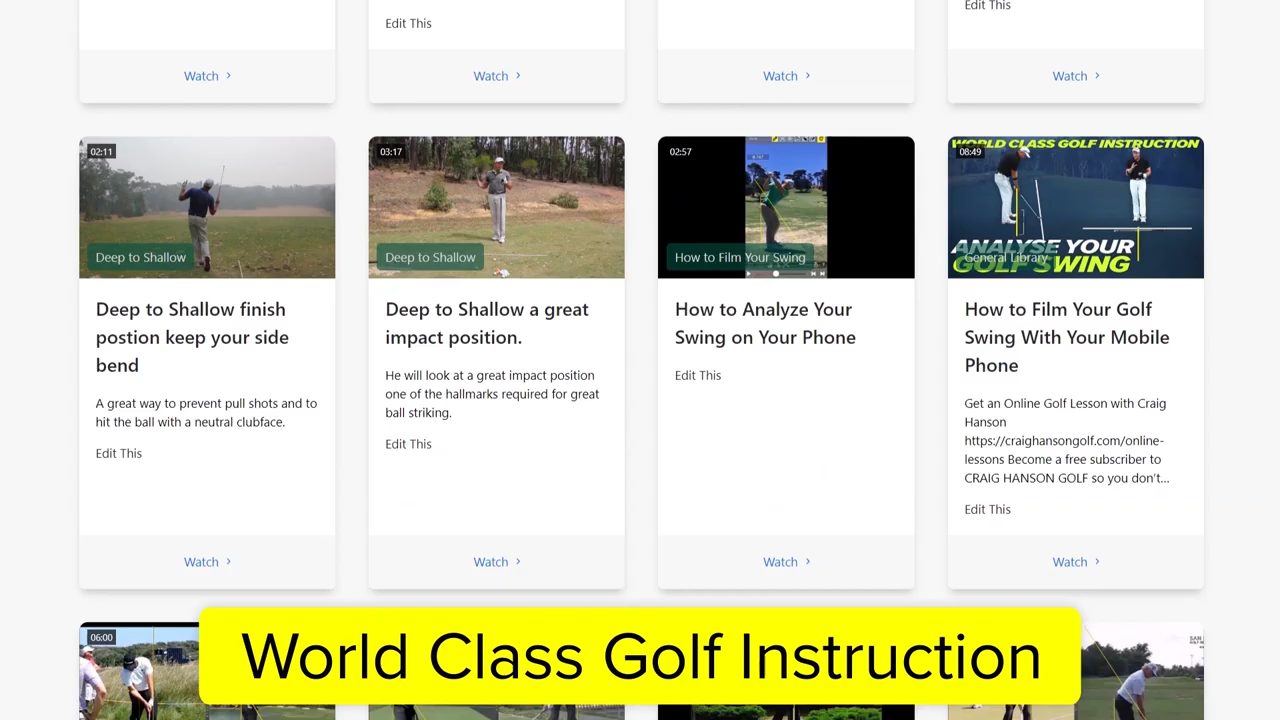 Edit This
Edit This
Watch >
Watch >
Watch >
Watch >
02:11
Deep to Shallow
Deep to Shallow finish
postion keep your side
bend
A great way to prevent pull shots and to
hit the ball with a neutral clubface.
Edit This
Watch >
03:17
Deep to Shallow
Deep to Shallow a great
impact position.
He will look at a great impact position
one of the hallmarks required for great
ball striking.
Edit This
Watch >
02:57
How to Film Your Swing
How to Analyze Your
Swing on Your Phone
Edit This
Watch >
WORLD CLASS GOLF INSTRUCTION
08:49
ANALYSE YOUR
General Library
GOLF SWING
How to Film Your Golf
Swing With Your Mobile
Phone
Get an Online Golf Lesson with Craig
Hanson
https://craighansongolf.com/online-
lessons Become a free subscriber to
CRAIG HANSON GOLF so you don't...
Edit This
Watch >
06:00
World Class Golf Instruction